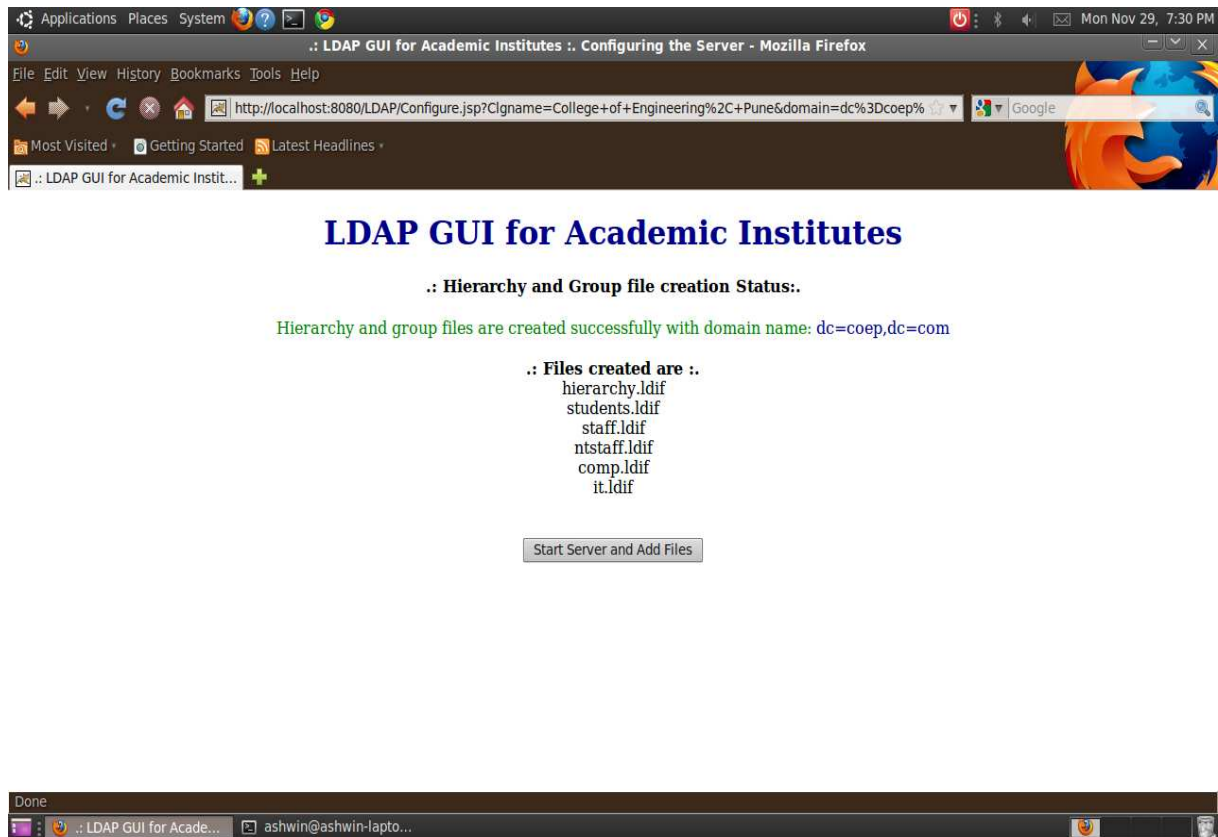 Applications Places System
Mon Nov 29, 7:30 PM
.: LDAP GUI for Academic Institutes :. Configuring the Server - Mozilla Firefox
File Edit View History Bookmarks Tools Help
http://localhost:8080/LDAP/Configure.jsp?Clgname=College+of+Engineering%2C+Pune&domain=dc%3Dcoep%
Google
Most Visited
Getting Started
Latest Headlines
.: LDAP GUI for Academic Instit...
LDAP GUI for Academic Institutes
.: Hierarchy and Group file creation Status:.
Hierarchy and group files are created successfully with domain name: dc=coep,dc=com
.: Files created are :.
hierarchy.ldif
students.ldif
staff.ldif
ntstaff.ldif
comp.ldif
it.ldif
Start Server and Add Files
Done
.: LDAP GUI for Acade...
ashwin@ashwin-lapto...